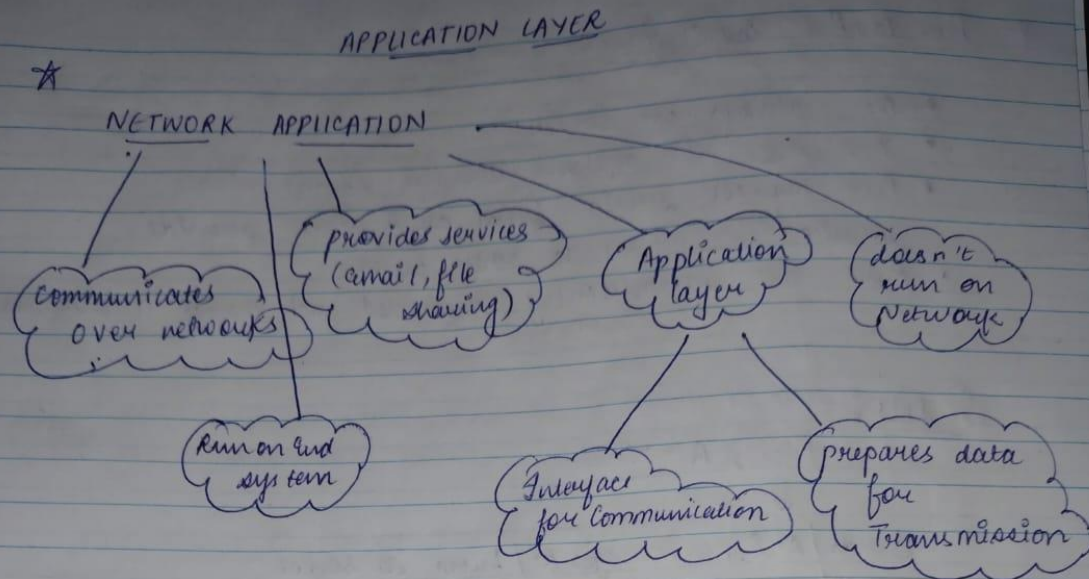 APPLICATION LAYER
NETWORK APPLICATION
Communicates
over networks
provides services
(email, file
sharing)
Application
layer
doesn't
run on
Network
Run on End
system
Interface
for Communication
prepares data
for
Transmission